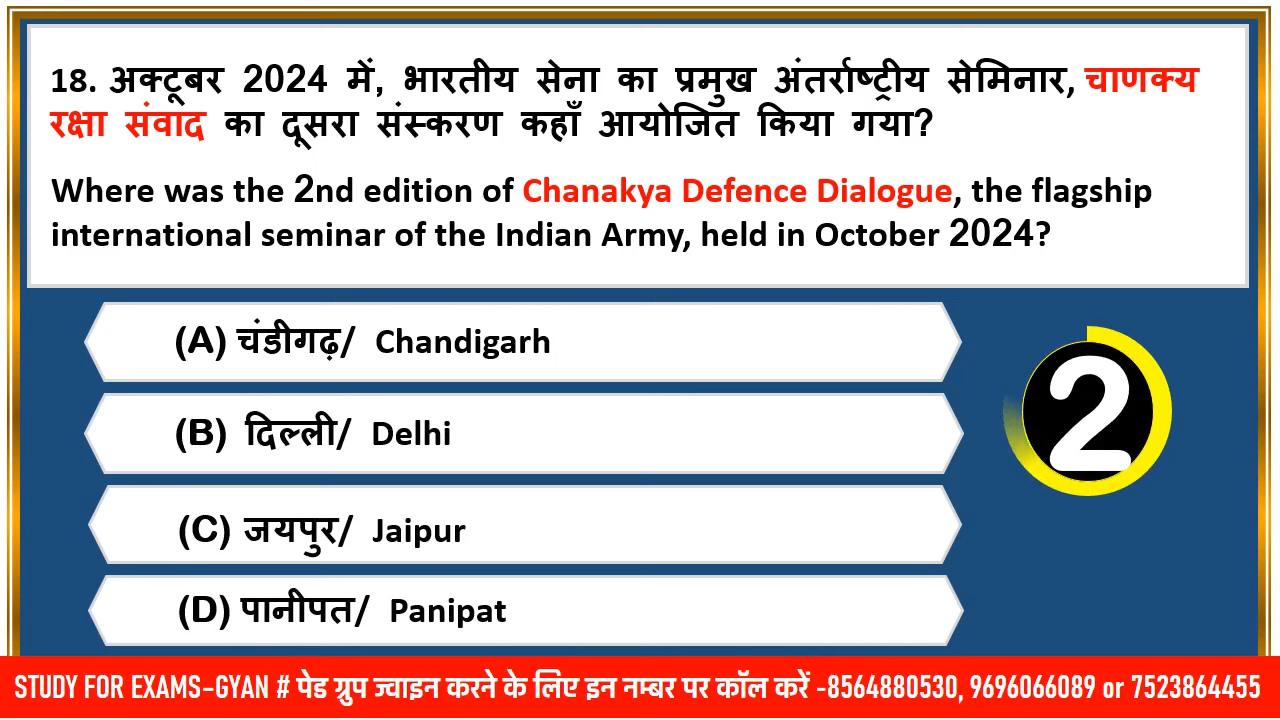 18. अक्टूबर 2024 में, भारतीय सेना का प्रमुख अंतर्राष्ट्रीय सेमिनार, चाणक्य
रक्षा संवाद का दूसरा संस्करण कहाँ आयोजित किया गया?
Where was the 2nd edition of Chanakya Defence Dialogue, the flagship
international seminar of the Indian Army, held in October 2024?
(A) चंडीगढ़/ Chandigarh
(B) दिल्ली/ Delhi
(C) जयपुर/ Jaipur
(D) पानीपत/ Panipat
2
STUDY FOR EXAMS-GYAN # पेड ग्रुप ज्वाइन करने के लिए इन नम्बर पर कॉल करें -8564880530, 9696066089 or 7523864455